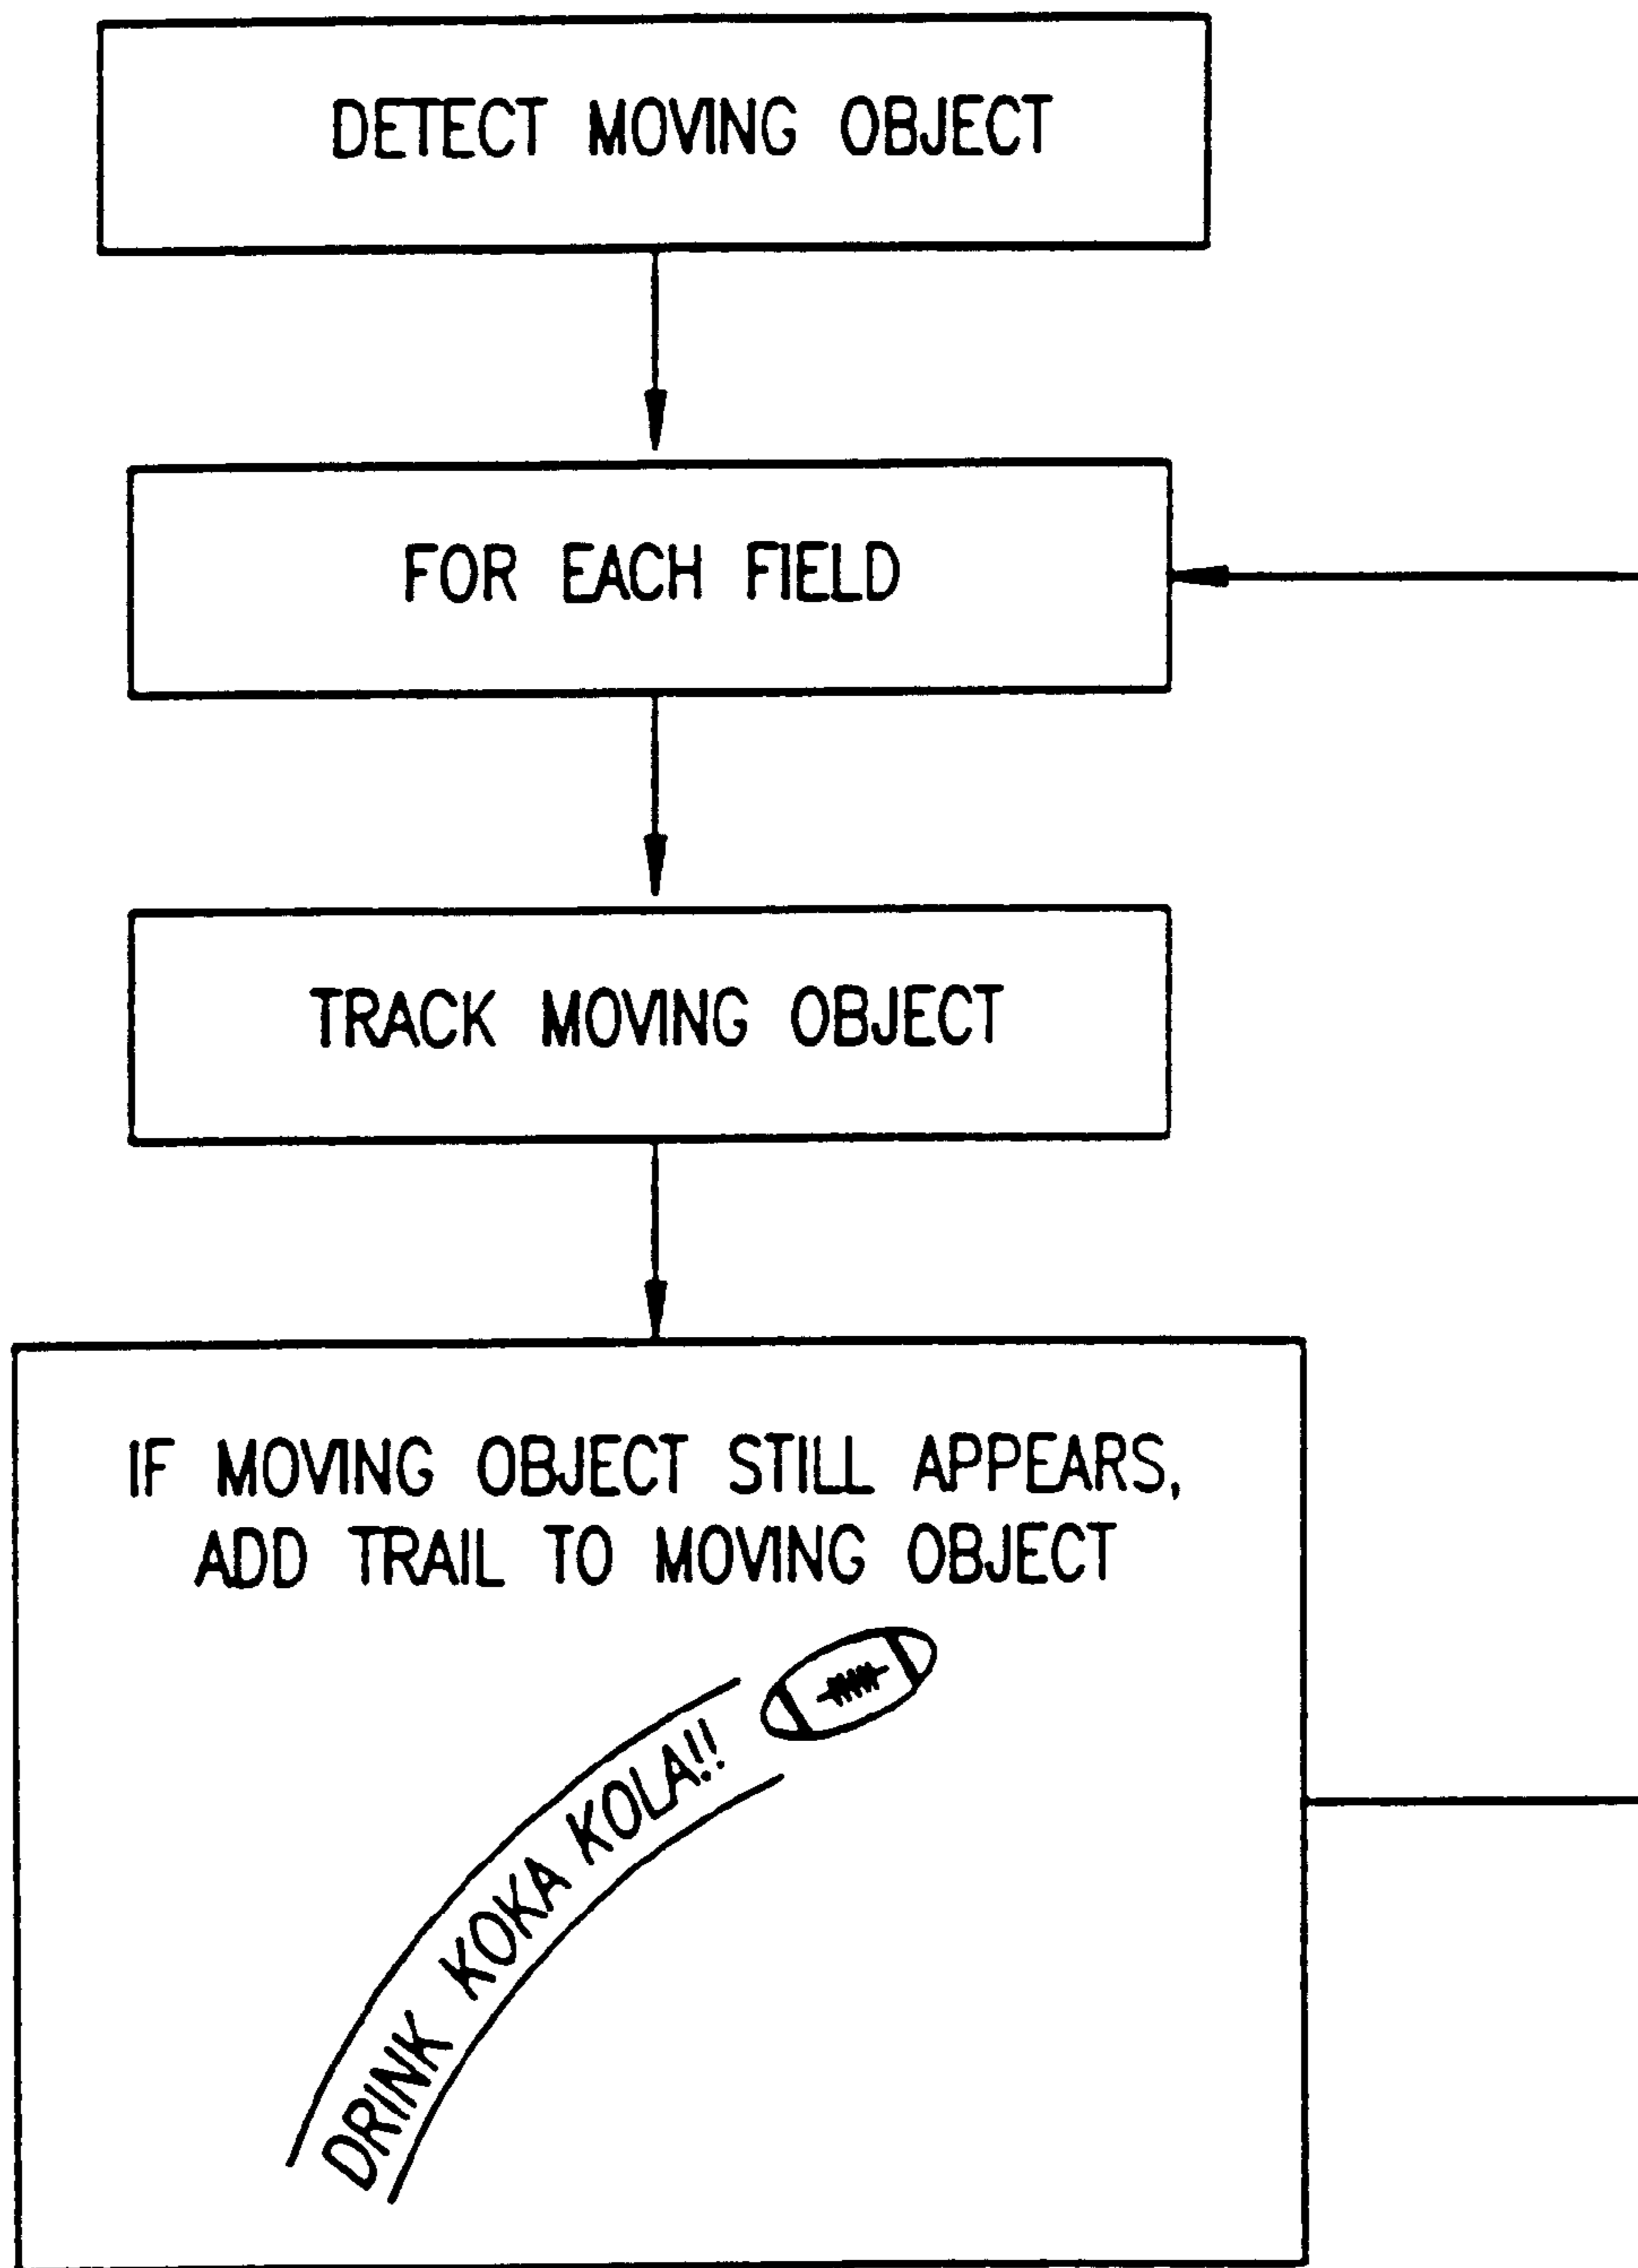 DETECT MOVING OBJECT
FOR EACH FIELD
TRACK MOVING OBJECT
IF MOVING OBJECT STILL APPEARS,
ADD TRAIL TO MOVING OBJECT
DRINK KOKA KOLA!!